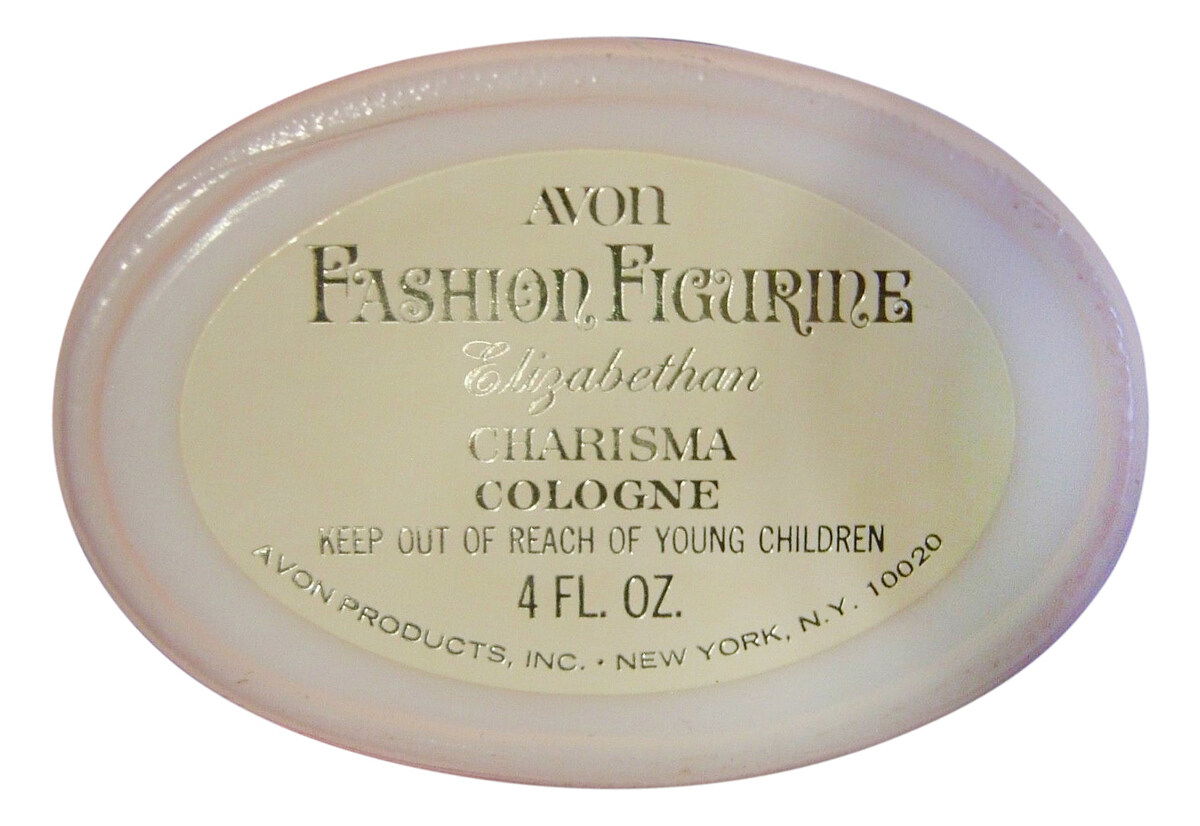 AVON
FASHION FIGURINE
Elizabethan
CHARISMA
COLOGNE
KEEP OUT OF REACH OF YOUNG CHILDREN
4 FL. OZ.
AVON PRODUCTS, INC. · NEW YORK, N.Y. 10020